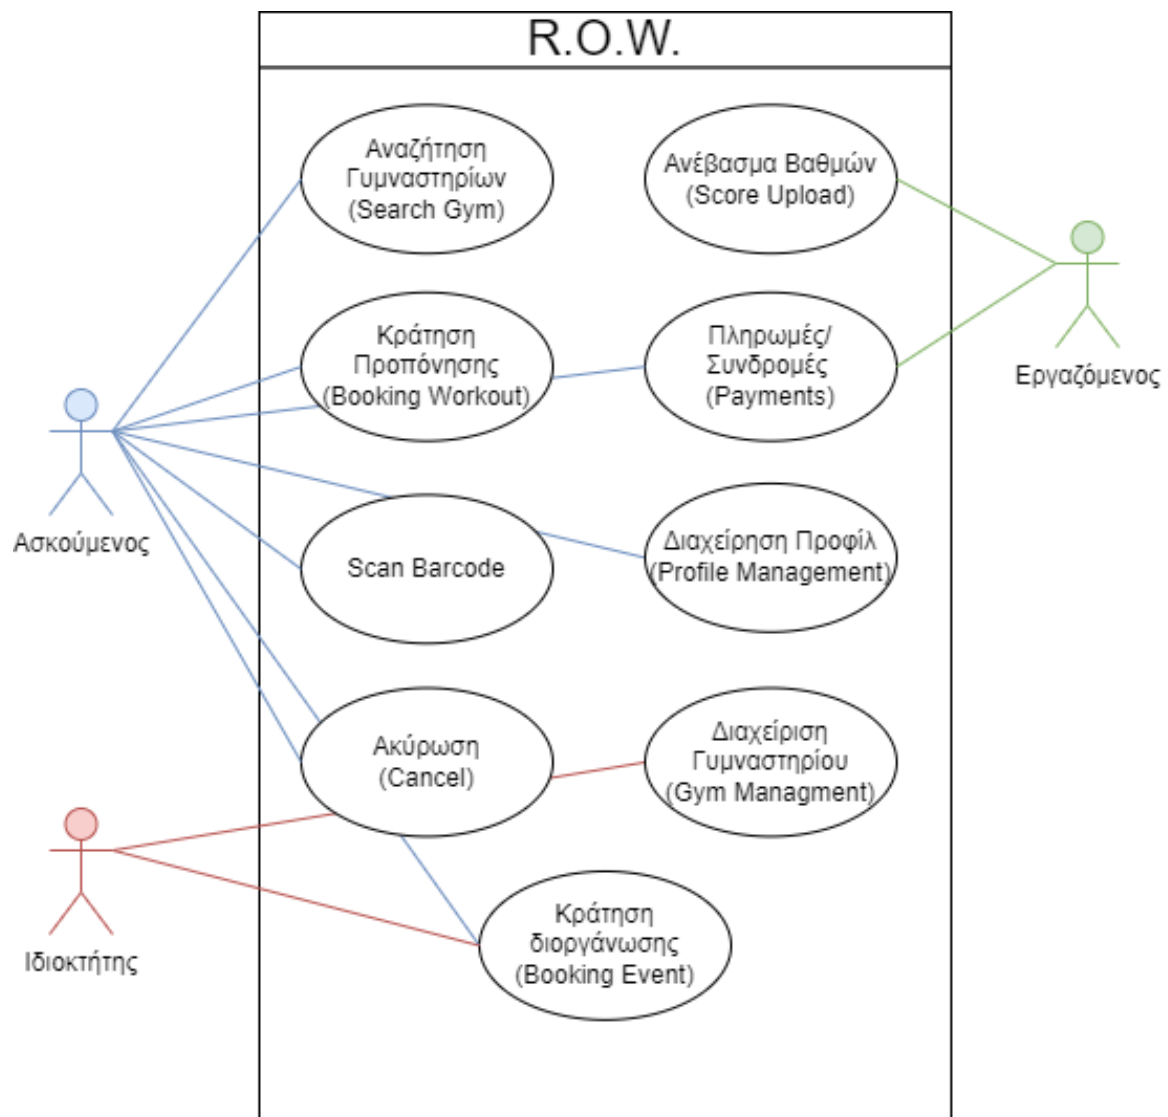 R.O.W.
Αναζήτηση
Γυμναστηρίων
(Search Gym)
Ανέβασμα Βαθμών
(Score Upload)
Κράτηση
Προπόνησης
(Booking Workout)
Πληρωμές/
Συνδρομές
(Payments)
Εργαζόμενος
Ασκούμενος
Scan Barcode
Διαχείρηση Προφίλ
(Profile Management)
Ακύρωση
(Cancel)
Διαχείριση
Γυμναστηρίου
(Gym Managment)
Ιδιοκτήτης
Κράτηση
διοργάνωσης
(Booking Event)